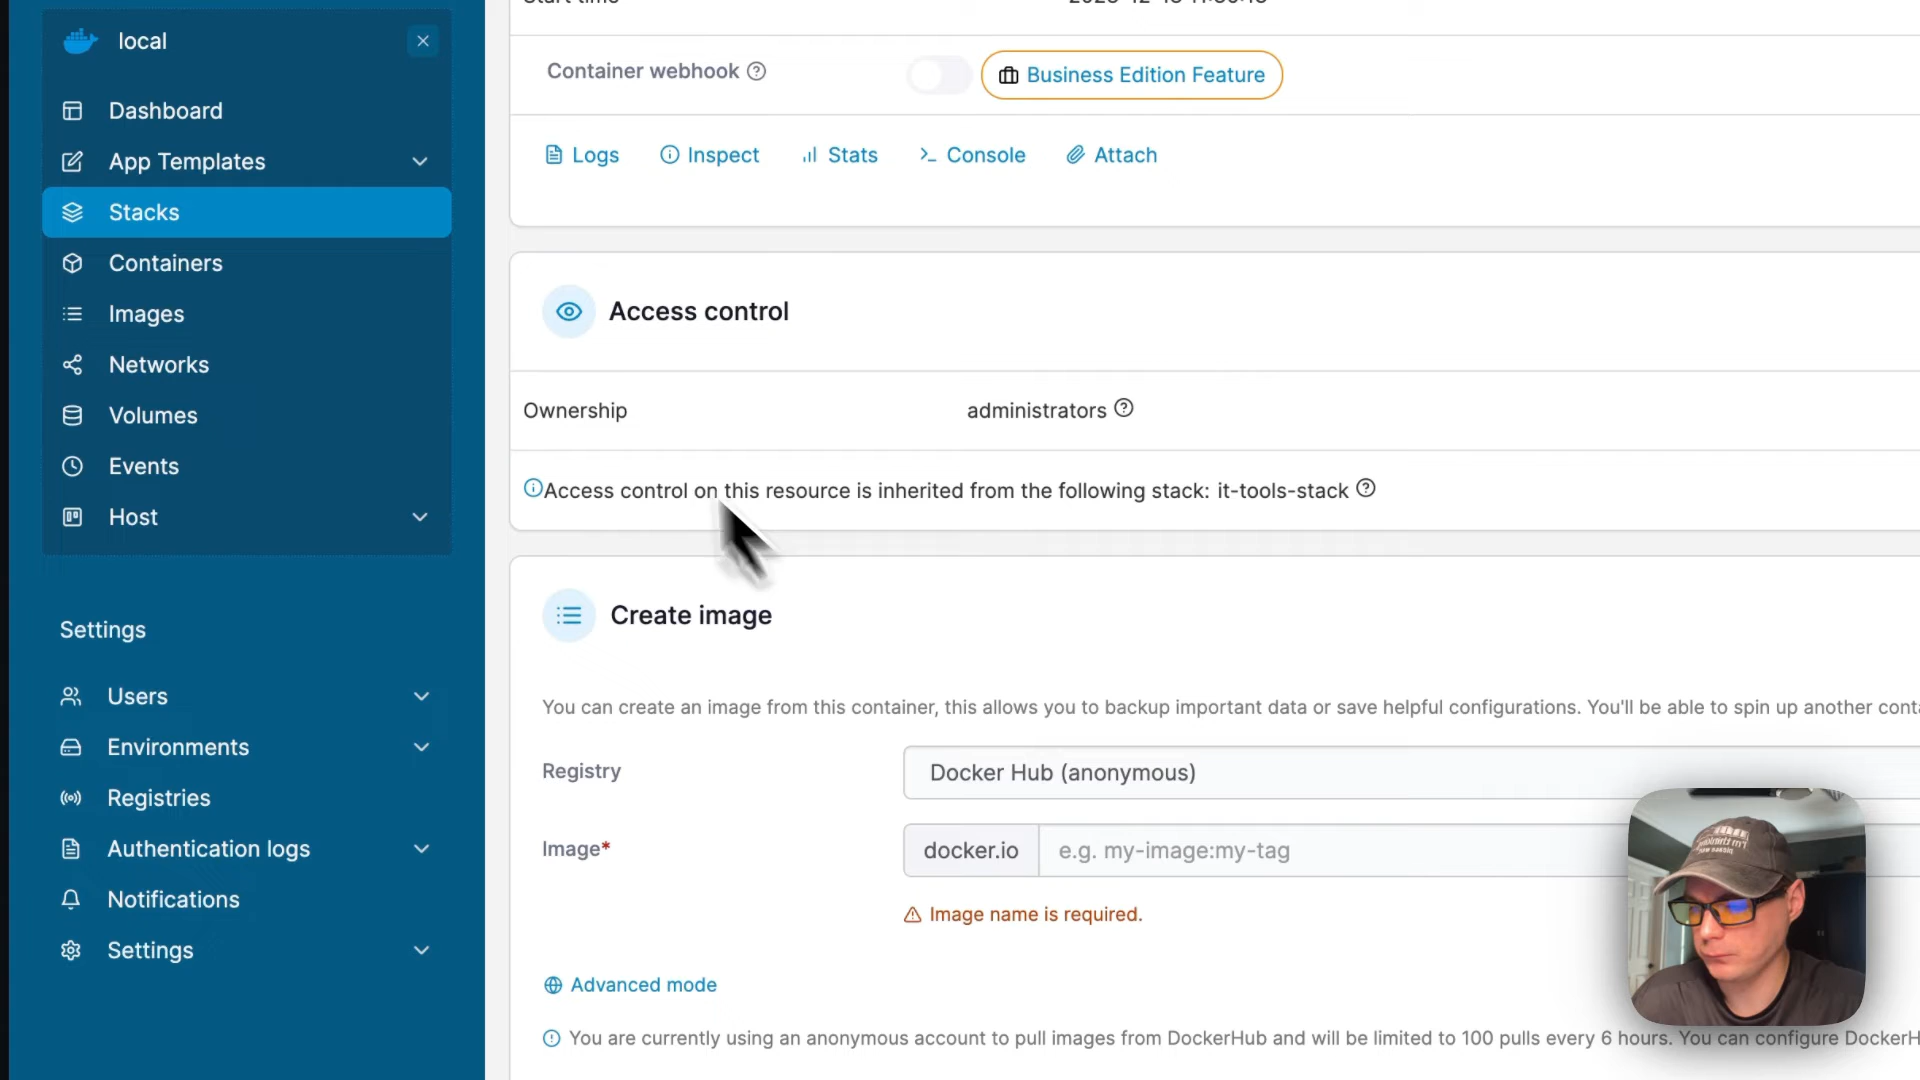 local
Dashboard
App Templates
Stacks
Containers
Images
Networks
Volumes
Events
Host
Settings
Users
Environments
Registries
Authentication logs
Notifications
Settings
Container webhook
Business Edition Feature
Logs
Inspect
Stats
Console
Attach
Access control
Ownership
administrators
Access control on this resource is inherited from the following stack: it-tools-stack
Create image
You can create an image from this container, this allows you to backup important data or save helpful configurations. You'll be able to spin up another
Registry
Docker Hub (anonymous)
Image*
docker.io
e.g. my-image:my-tag
Image name is required.
Advanced mode
You are currently using an anonymous account to pull images from DockerHub and will be limited to 100 pulls every 6 hours. You can configure